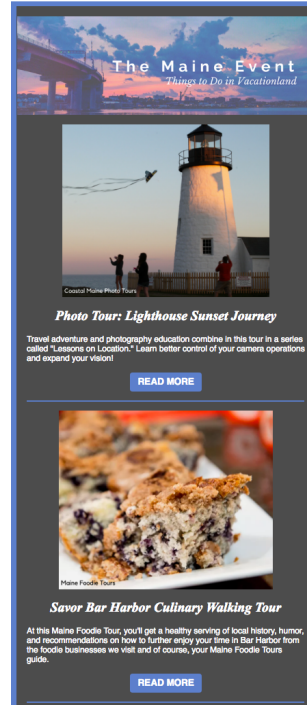 The Maine Event
Things to Do in Vacationland
Coastal Maine Photo Tours
Photo Tour: Lighthouse Sunset Journey
Travel adventure and photography education combine in this tour in a series
called "Lessons on Location." Learn better control of your camera operations
and expand your vision!
READ MORE
Maine Foodie Tours
Savor Bar Harbor Culinary Walking Tour
At this Maine Foodie Tour, you'll get a healthy serving of local history, humor,
and recommendations on how to further enjoy your time in Bar Harbor from
the foodie businesses we visit and of course, your Maine Foodie Tours
guide.
READ MORE